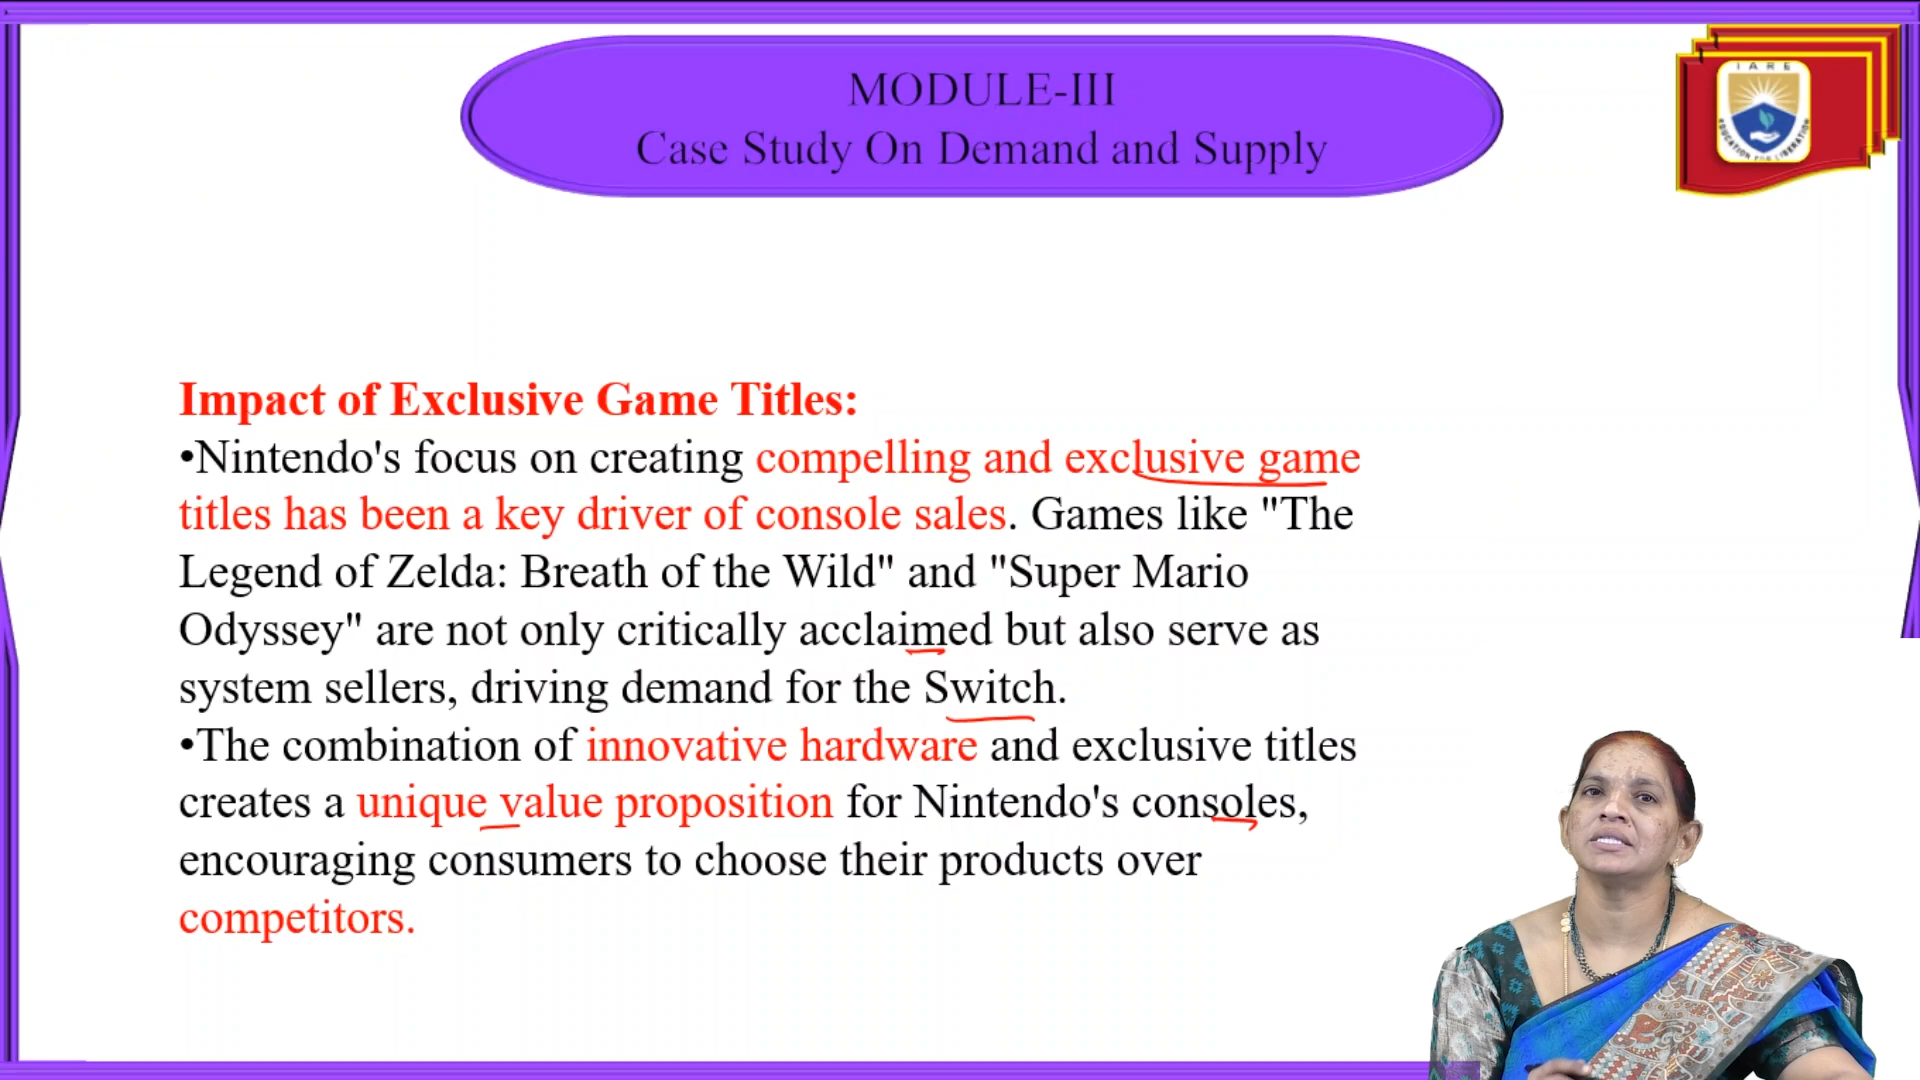 MODULE-III
Case Study On Demand and Supply
IARE
EDUCATION FOR LIBERATION
Impact of Exclusive Game Titles:
•Nintendo's focus on creating compelling and exclusive game
titles has been a key driver of console sales. Games like "The
Legend of Zelda: Breath of the Wild" and "Super Mario
Odyssey" are not only critically acclaimed but also serve as
system sellers, driving demand for the Switch.
•The combination of innovative hardware and exclusive titles
creates a unique value proposition for Nintendo's consoles,
encouraging consumers to choose their products over
competitors.